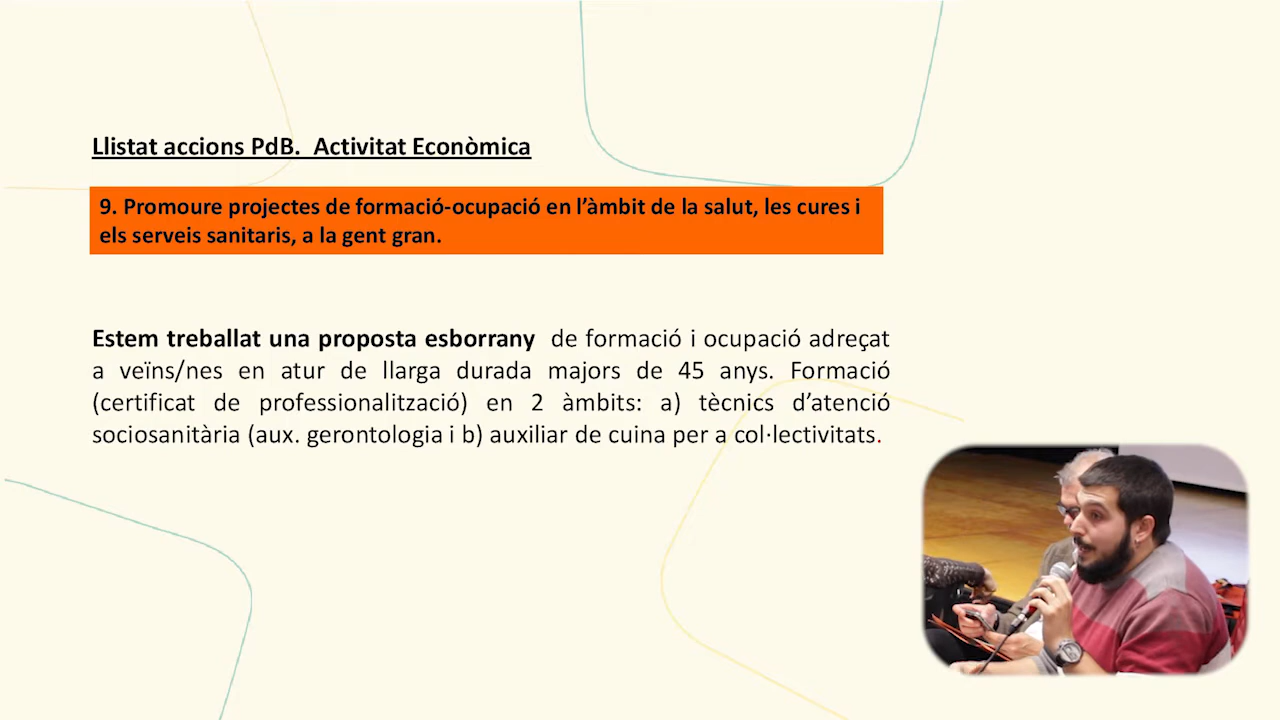 Llistat accions PdB.  Activitat Econòmica
9. Promoure projectes de formació-ocupació en l’àmbit de la salut, les cures i
els serveis sanitaris, a la gent gran.
Estem treballat una proposta esborrany  de formació i ocupació adreçat
a veïns/nes en atur de llarga durada majors de 45 anys. Formació
(certificat de professionalització) en 2 àmbits: a) tècnics d’atenció
sociosanitària (aux. gerontologia i b) auxiliar de cuina per a col·lectivitats.